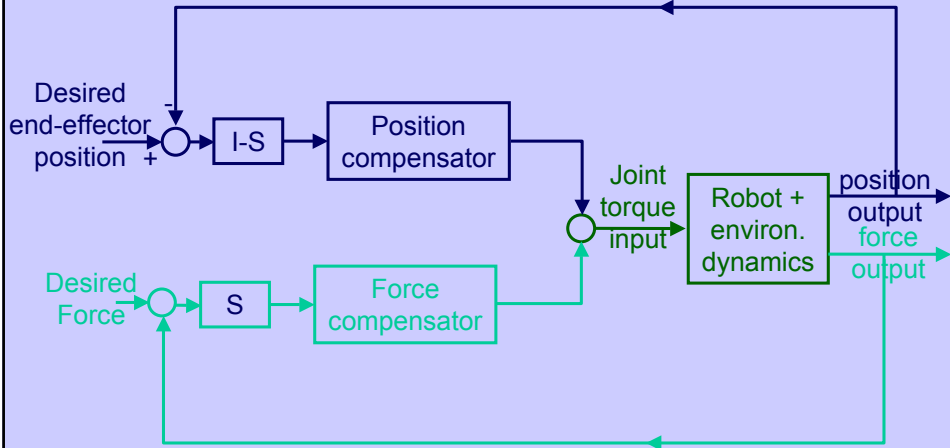 -
Desired
end-effector
position
+
I-S
Position
compensator
Joint
torque
input
Robot +
environ.
dynamics
position
output
force
output
Desired
Force
S
Force
compensator